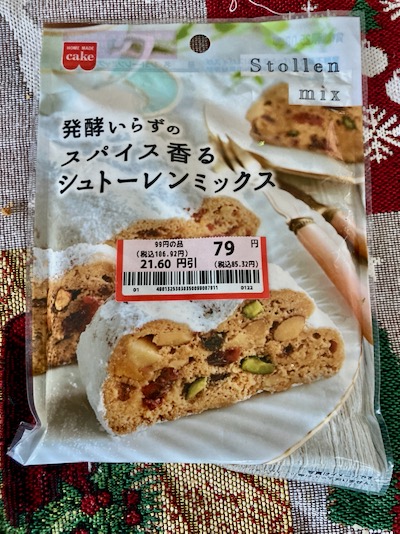 HOME MADE
cake
Stollen
mix
発酵いらずの
スパイス香る
シュトーレンミックス
99円の品
(税込106.92円)
21.60 円引
79 円
(税込85.32円)
01
0122